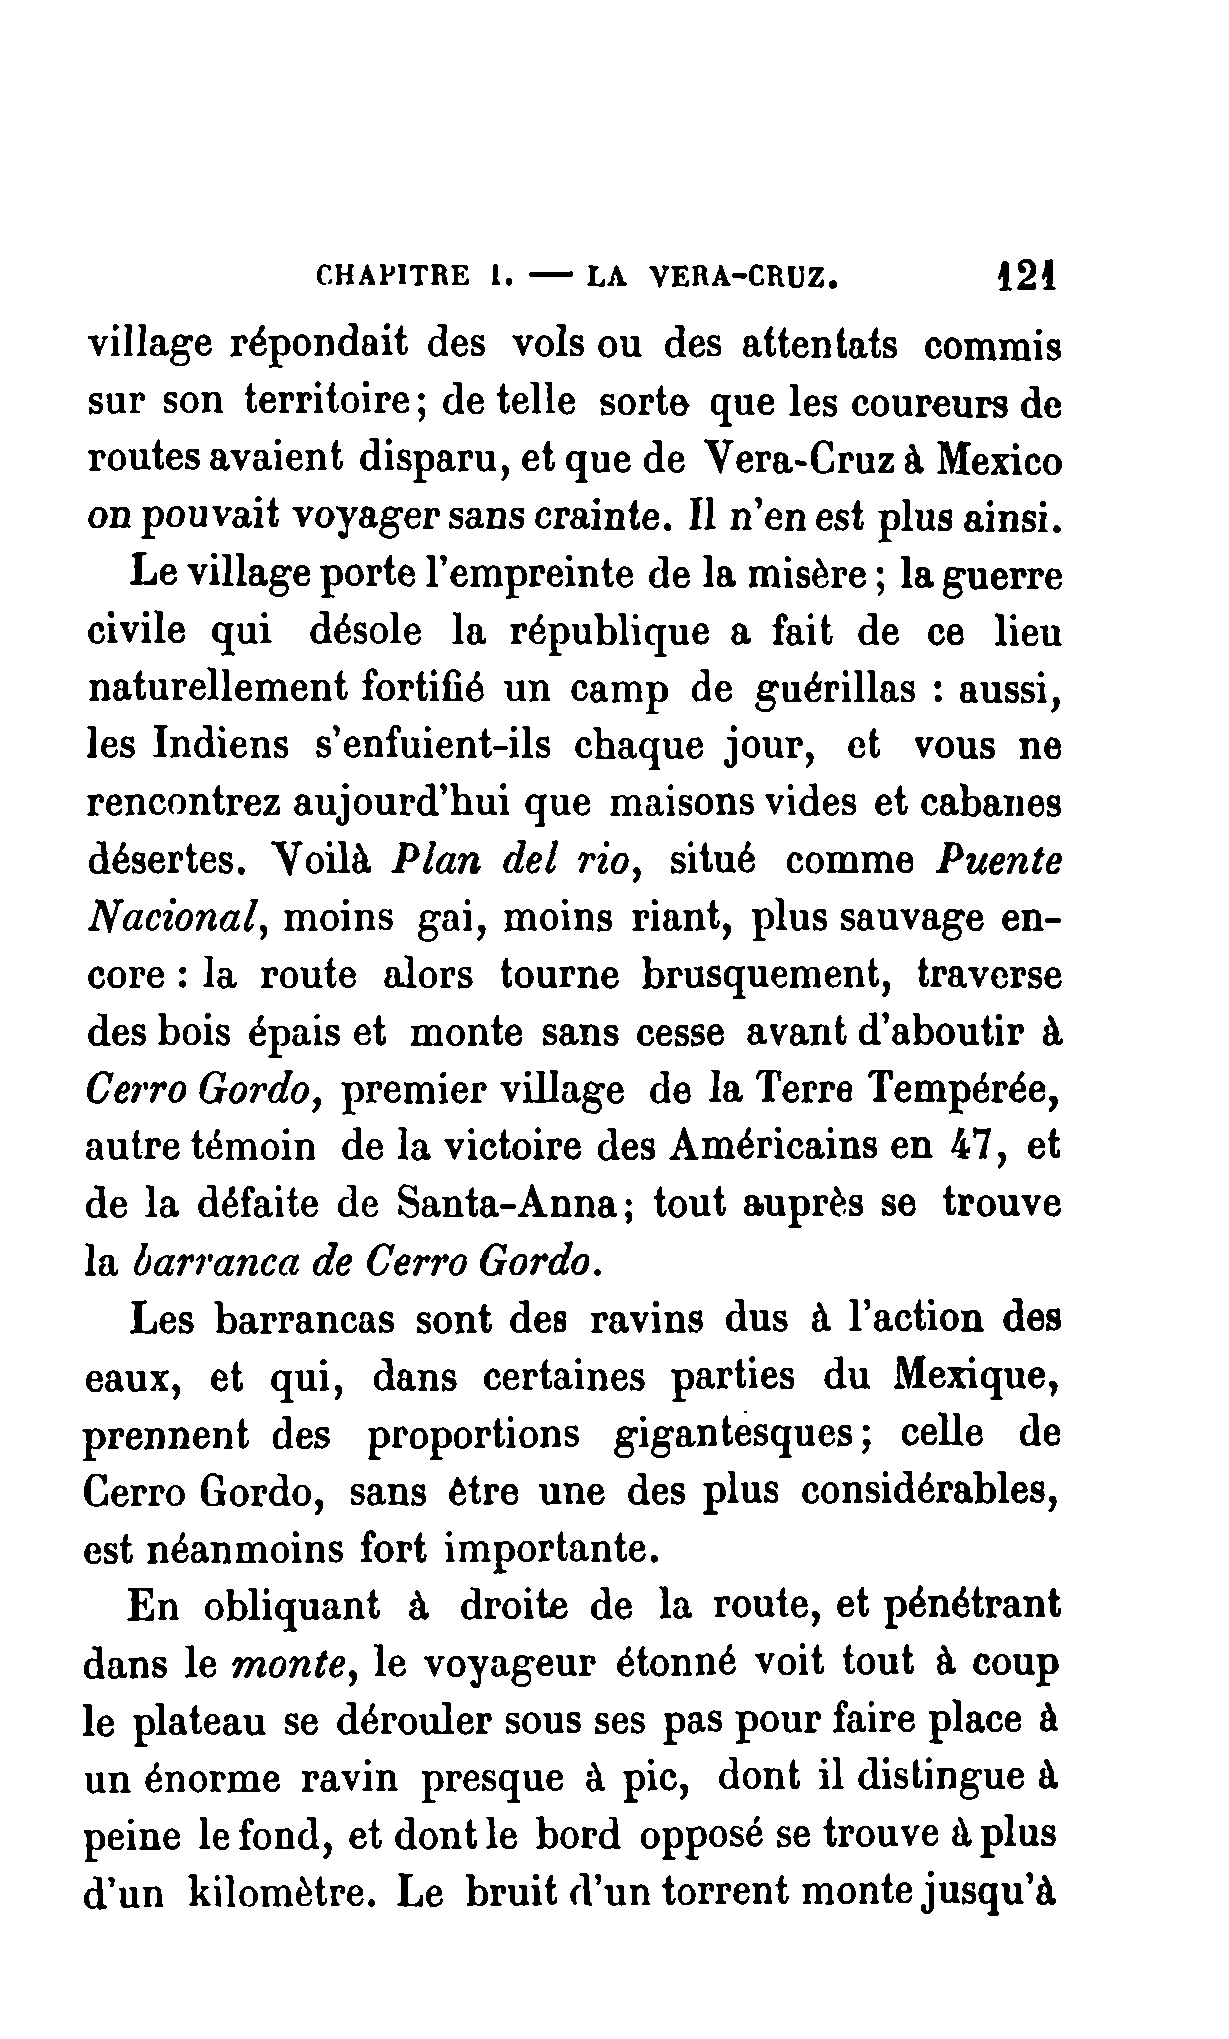 CHAPITRE I. — LA VERA-CRUZ. 121
village répondait des vols ou des attentats commis
sur son territoire; de telle sorte que les coureurs de
routes avaient disparu, et que de Vera-Cruz à Mexico
on pouvait voyager sans crainte. Il n'en est plus ainsi.
Le village porte l'empreinte de la misère; la guerre
civile qui désole la république a fait de ce lieu
naturellement fortifié un camp de guérillas : aussi,
les Indiens s'enfuient-ils chaque jour, et vous ne
rencontrez aujourd'hui que maisons vides et cabanes
désertes. Voilà Plan del rio, situé comme Puente
Nacional, moins gai, moins riant, plus sauvage en-
core : la route alors tourne brusquement, traverse
des bois épais et monte sans cesse avant d'aboutir à
Cerro Gordo, premier village de la Terre Tempérée,
autre témoin de la victoire des Américains en 47, et
de la défaite de Santa-Anna; tout auprès se trouve
la barranca de Cerro Gordo.
Les barrancas sont des ravins dus à l'action des
eaux, et qui, dans certaines parties du Mexique,
prennent des proportions gigantesques; celle de
Cerro Gordo, sans être une des plus considérables,
est néanmoins fort importante.
En obliquant à droite de la route, et pénétrant
dans le monte, le voyageur étonné voit tout à coup
le plateau se dérouler sous ses pas pour faire place à
un énorme ravin presque à pic, dont il distingue à
peine le fond, et dont le bord opposé se trouve à plus
d'un kilomètre. Le bruit d'un torrent monte jusqu'à